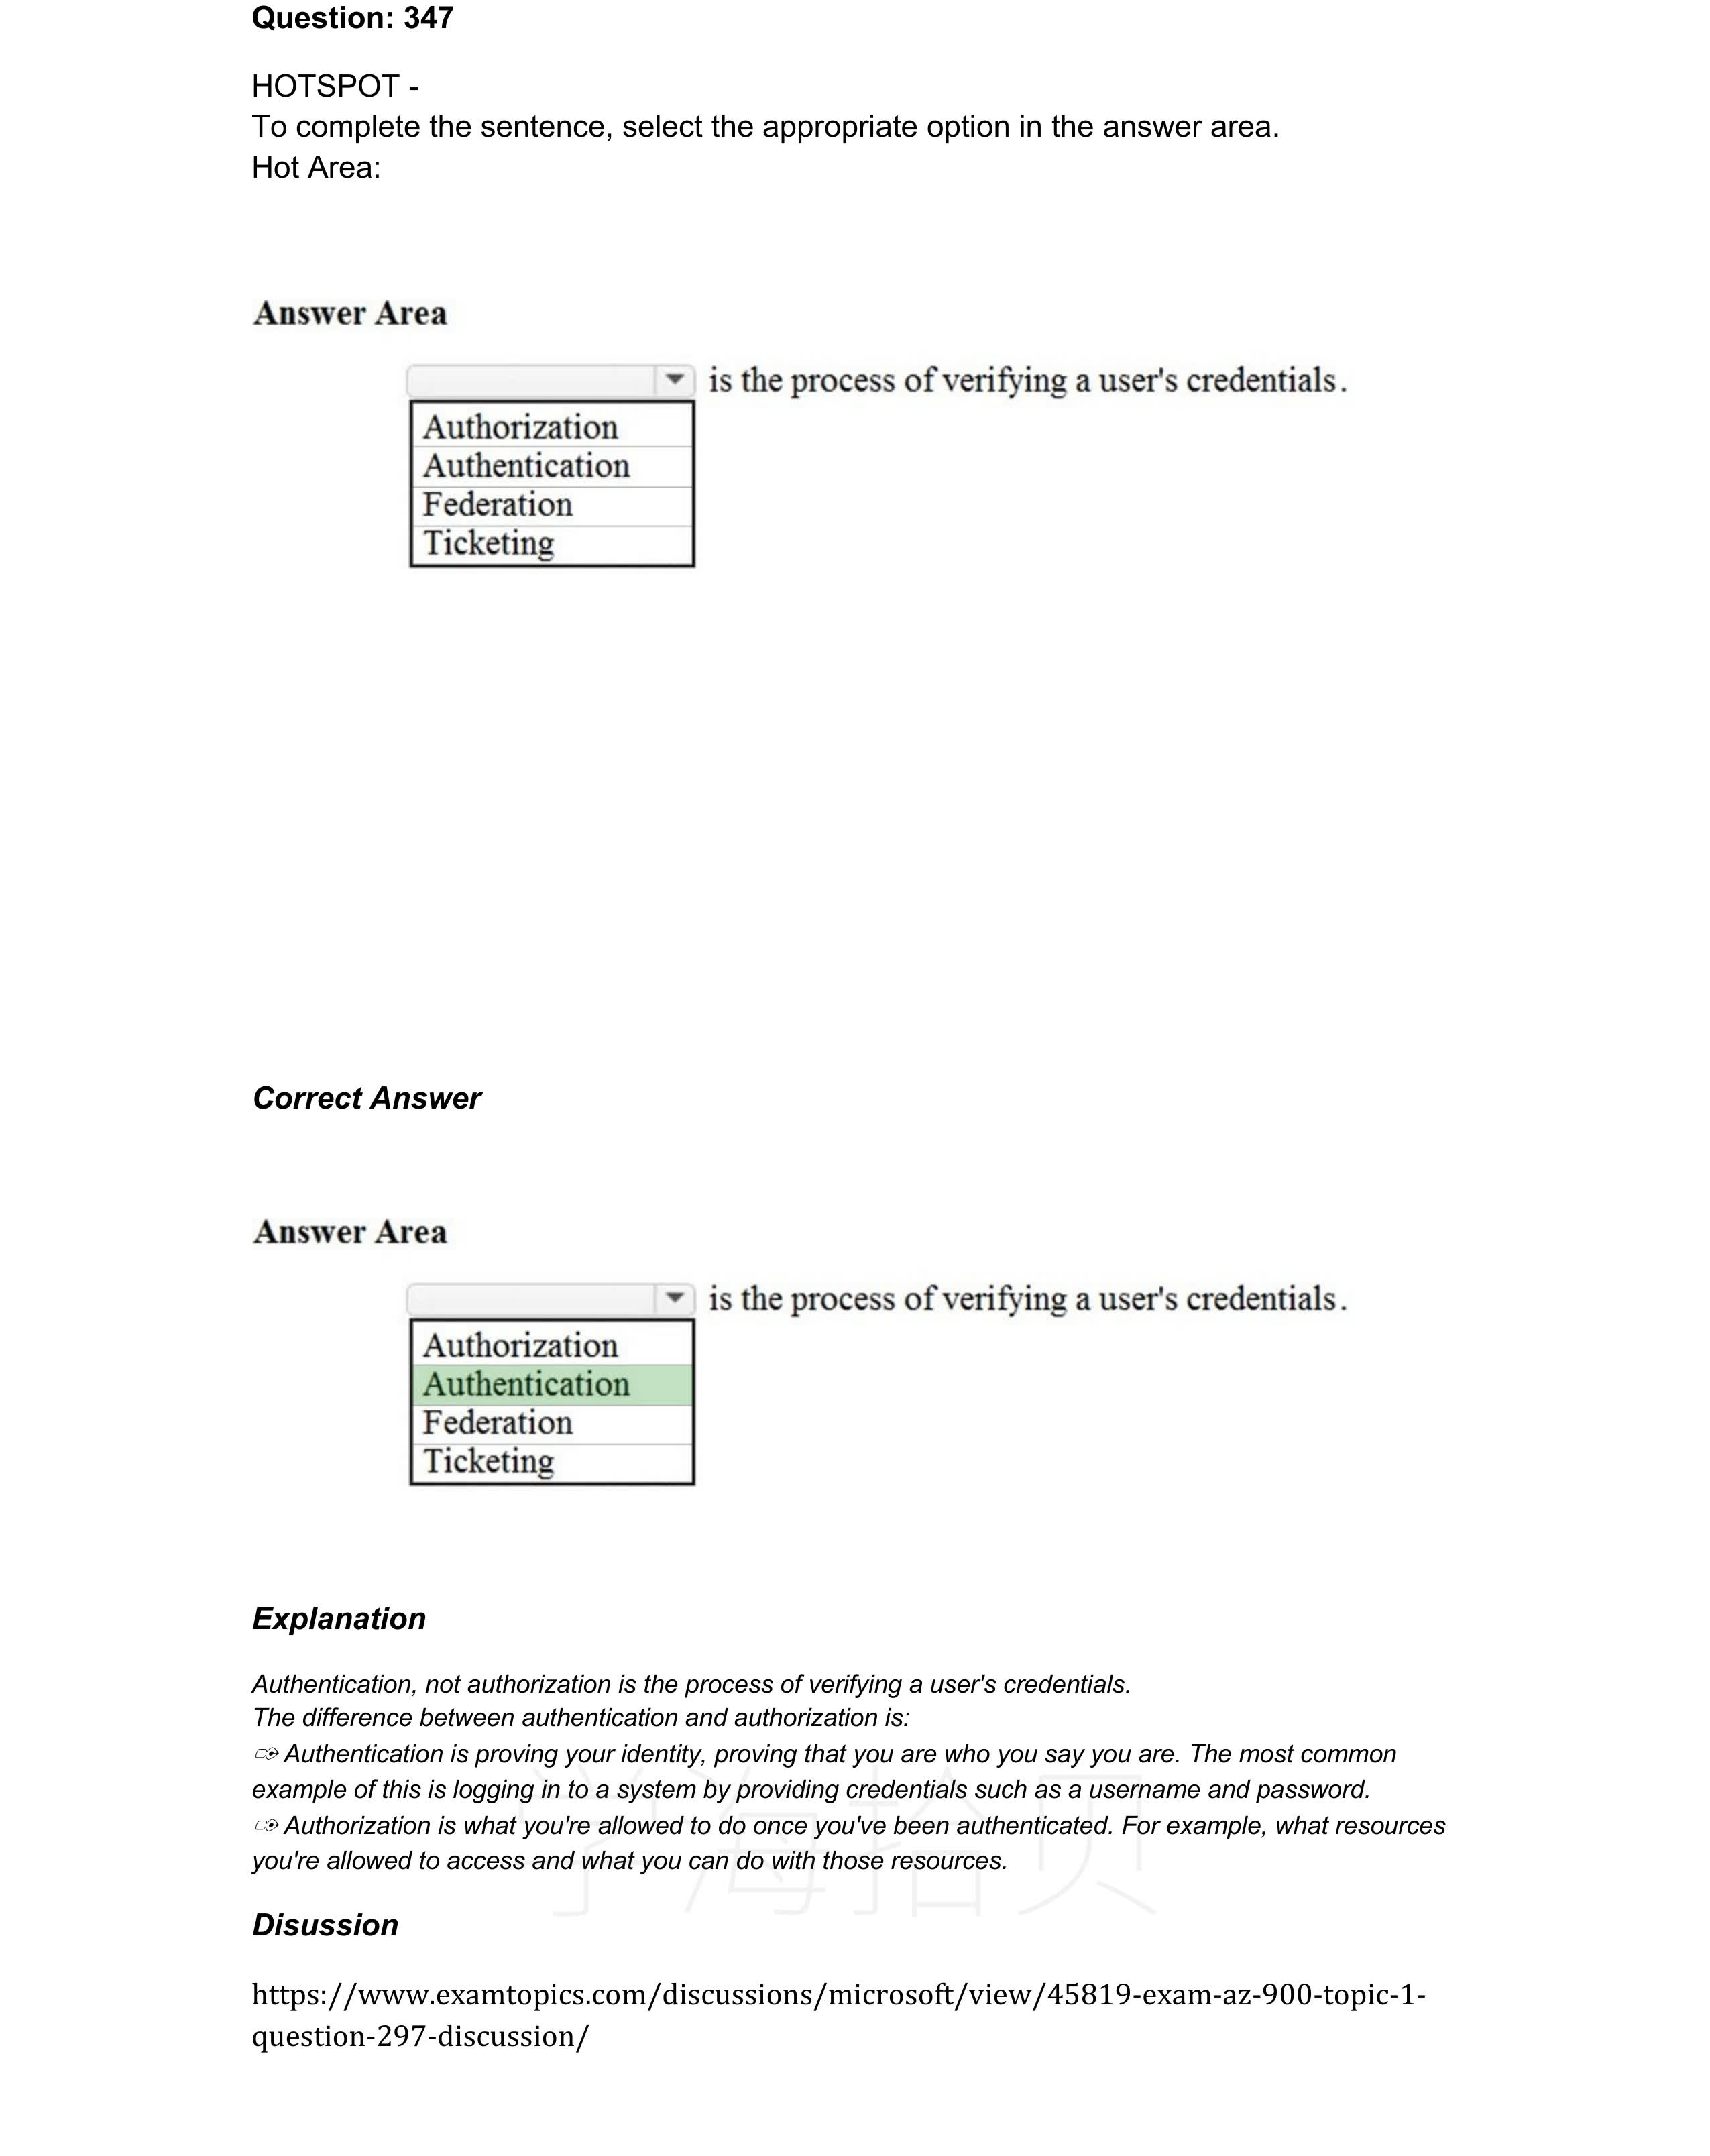 Question: 347
HOTSPOT -
To complete the sentence, select the appropriate option in the answer area.
Hot Area:
Answer Area
is the process of verifying a user's credentials.
Authorization
Authentication
Federation
Ticketing
Correct Answer
Answer Area
is the process of verifying a user's credentials.
Authorization
Authentication
Federation
Ticketing
Explanation
Authentication, not authorization is the process of verifying a user's credentials.
The difference between authentication and authorization is:
✑ Authentication is proving your identity, proving that you are who you say you are. The most common
example of this is logging in to a system by providing credentials such as a username and password.
✑ Authorization is what you're allowed to do once you've been authenticated. For example, what resources
you're allowed to access and what you can do with those resources.
学海拾贝
Disussion
https://www.examtopics.com/discussions/microsoft/view/45819-exam-az-900-topic-1-
question-297-discussion/